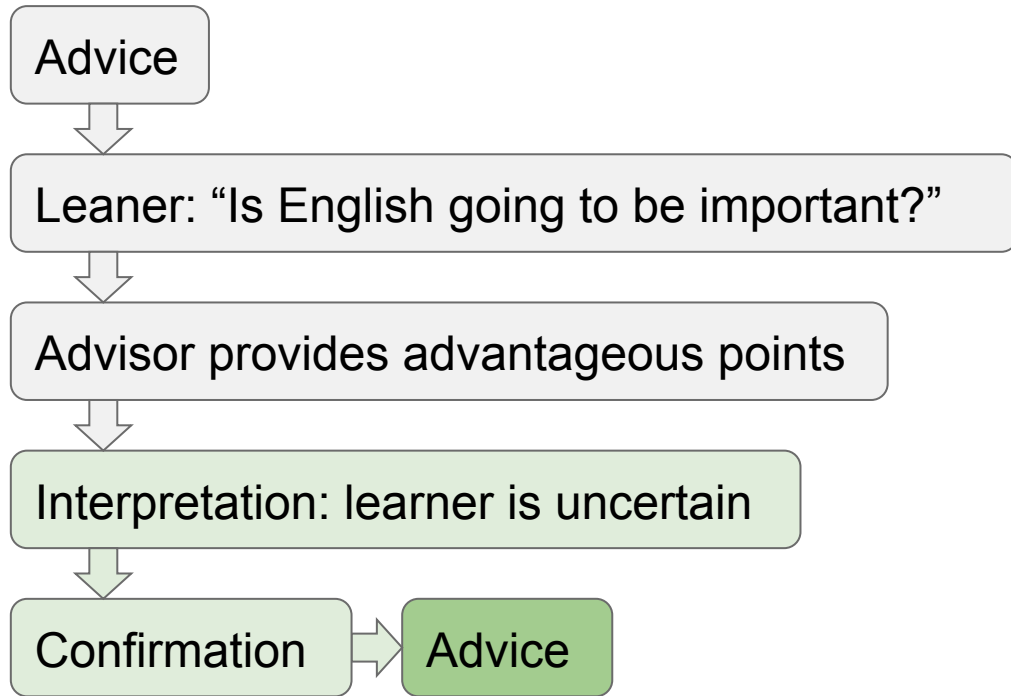 Advice
Leaner: “Is English going to be important?”
Advisor provides advantageous points
Interpretation: learner is uncertain
Confirmation
Advice